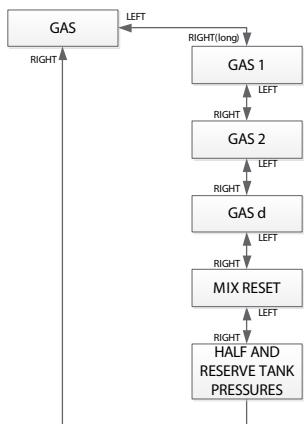 GAS
LEFT
RIGHT(long)
RIGHT
GAS 1
LEFT
RIGHT
GAS 2
LEFT
RIGHT
GAS d
LEFT
RIGHT
MIX RESET
LEFT
RIGHT
HALF AND
RESERVE TANK
PRESSURES